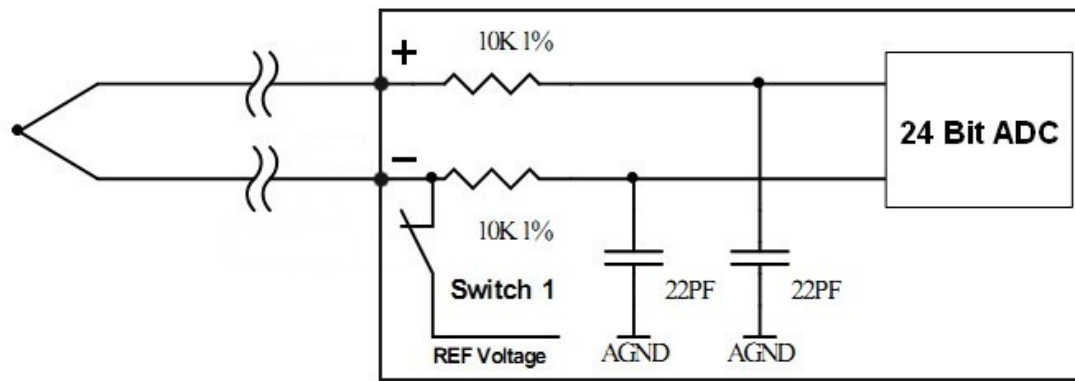 +
10K 1%
24 Bit ADC
−
10K 1%
Switch 1
22PF
22PF
REF Voltage
AGND
AGND